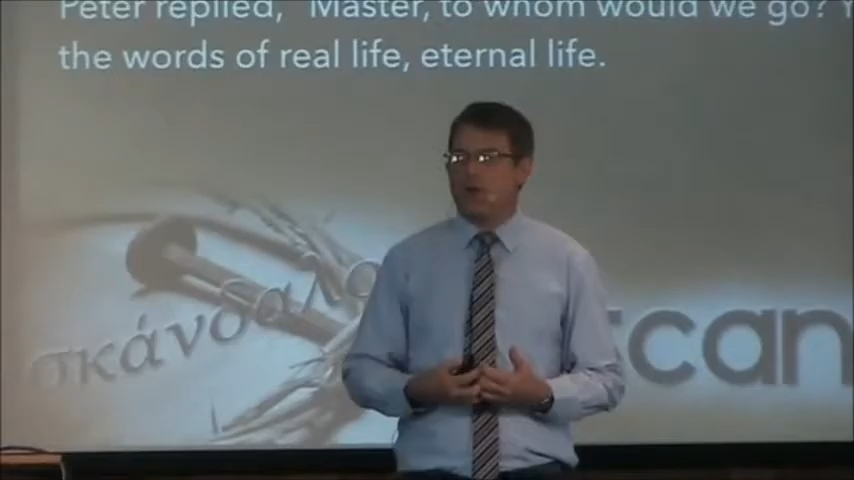 Peter replied, "Master, to whom would we go? Y
the words of real life, eternal life.
σκάνδαλο
scan